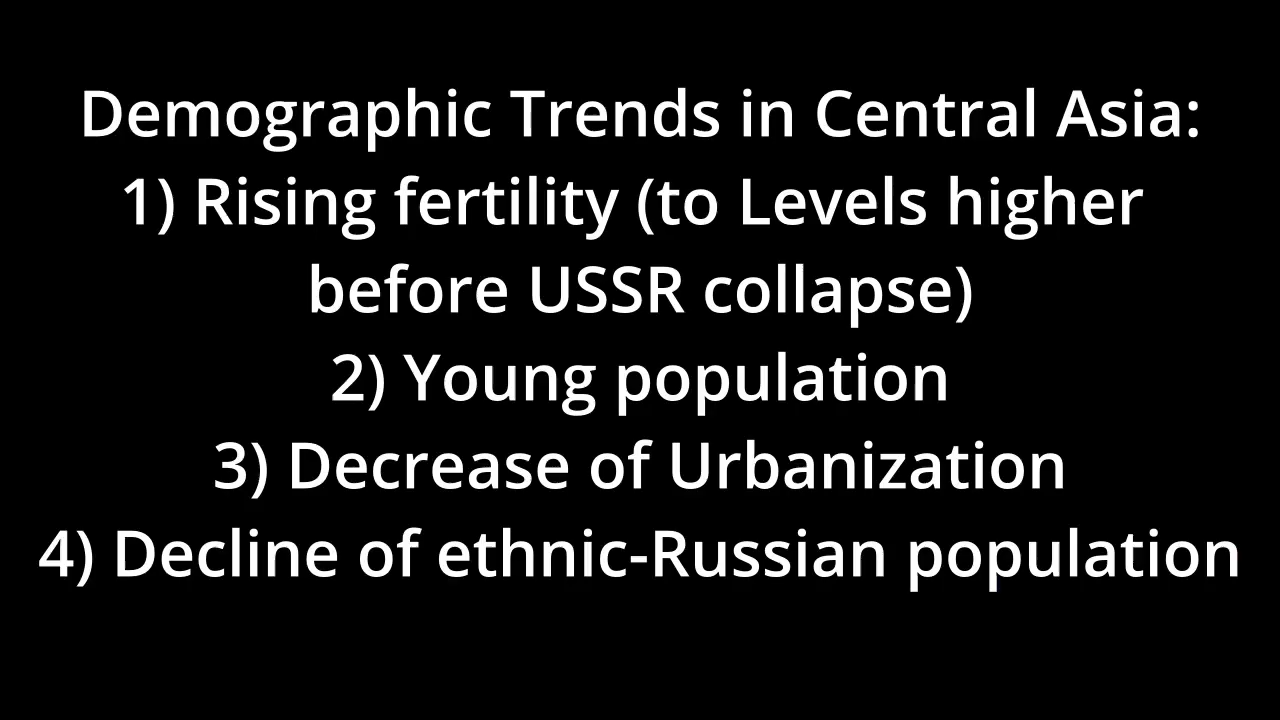 Demographic Trends in Central Asia:
1) Rising fertility (to Levels higher
before USSR collapse)
2) Young population
3) Decrease of Urbanization
4) Decline of ethnic-Russian population